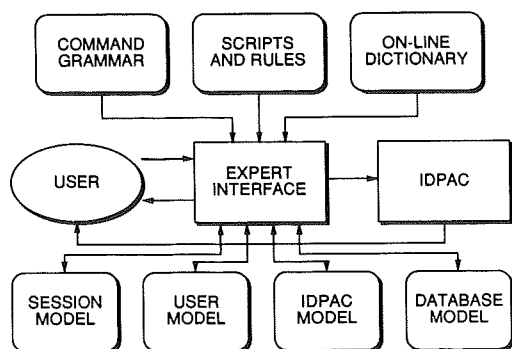 COMMAND
GRAMMAR
SCRIPTS
AND RULES
ON-LINE
DICTIONARY
USER
EXPERT
INTERFACE
IDPAC
SESSION
MODEL
USER
MODEL
IDPAC
MODEL
DATABASE
MODEL